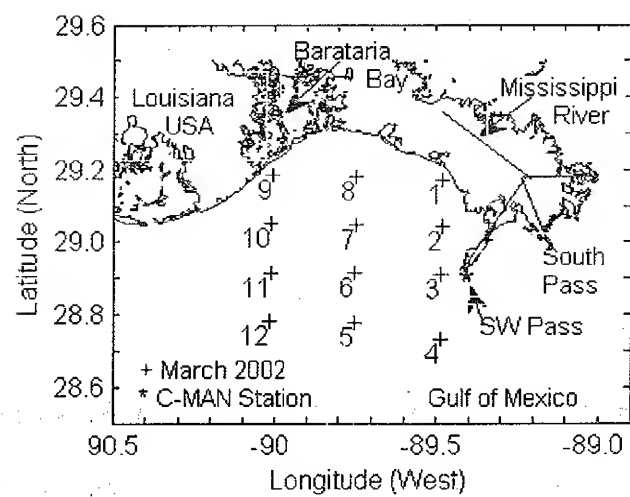 29.6
29.4
29.2
29.0
28.8
28.6
Latitude (North)
Barataria
Bay
Louisiana
USA
Mississippi
River
9
8
1
10
7
2
11
6
3
12
5
4
South
Pass
SW Pass
+ March 2002
* C-MAN Station
Gulf of Mexico
90.5
-90
-89.5
-89.0
Longitude (West)